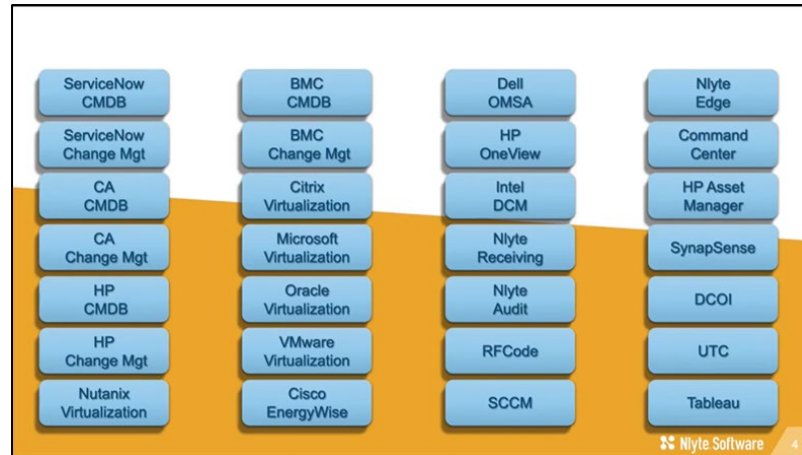 ServiceNow
CMDB
BMC
CMDB
Dell
OMSA
Nlyte
Edge
ServiceNow
Change Mgt
BMC
Change Mgt
HP
OneView
Command
Center
CA
CMDB
Citrix
Virtualization
Intel
DCM
HP Asset
Manager
CA
Change Mgt
Microsoft
Virtualization
Nlyte
Receiving
SynapSense
HP
CMDB
Oracle
Virtualization
Nlyte
Audit
DCOI
HP
Change Mgt
VMware
Virtualization
RFCode
UTC
Nutanix
Virtualization
Cisco
EnergyWise
SCCM
Tableau
Nlyte Software
4